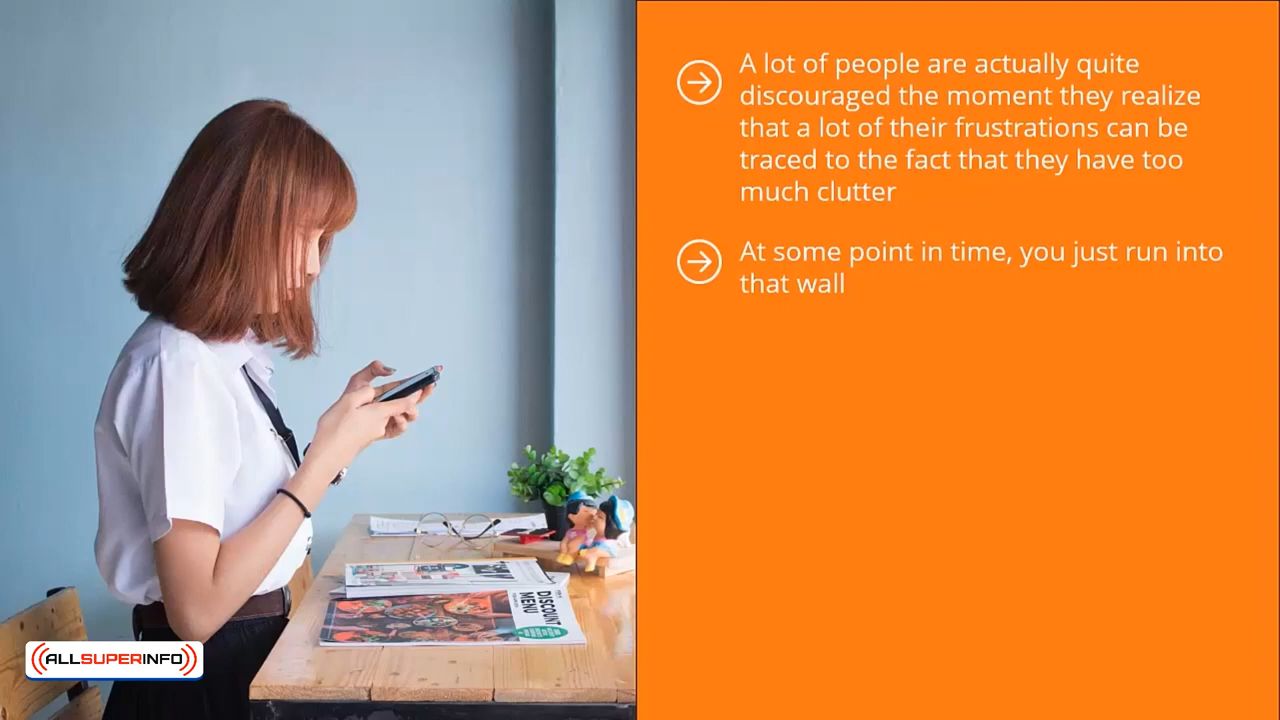 A lot of people are actually quite
discouraged the moment they realize
that a lot of their frustrations can be
traced to the fact that they have too
much clutter
At some point in time, you just run into
that wall
DISCOUNT
MENU
ALLSUPERINFO